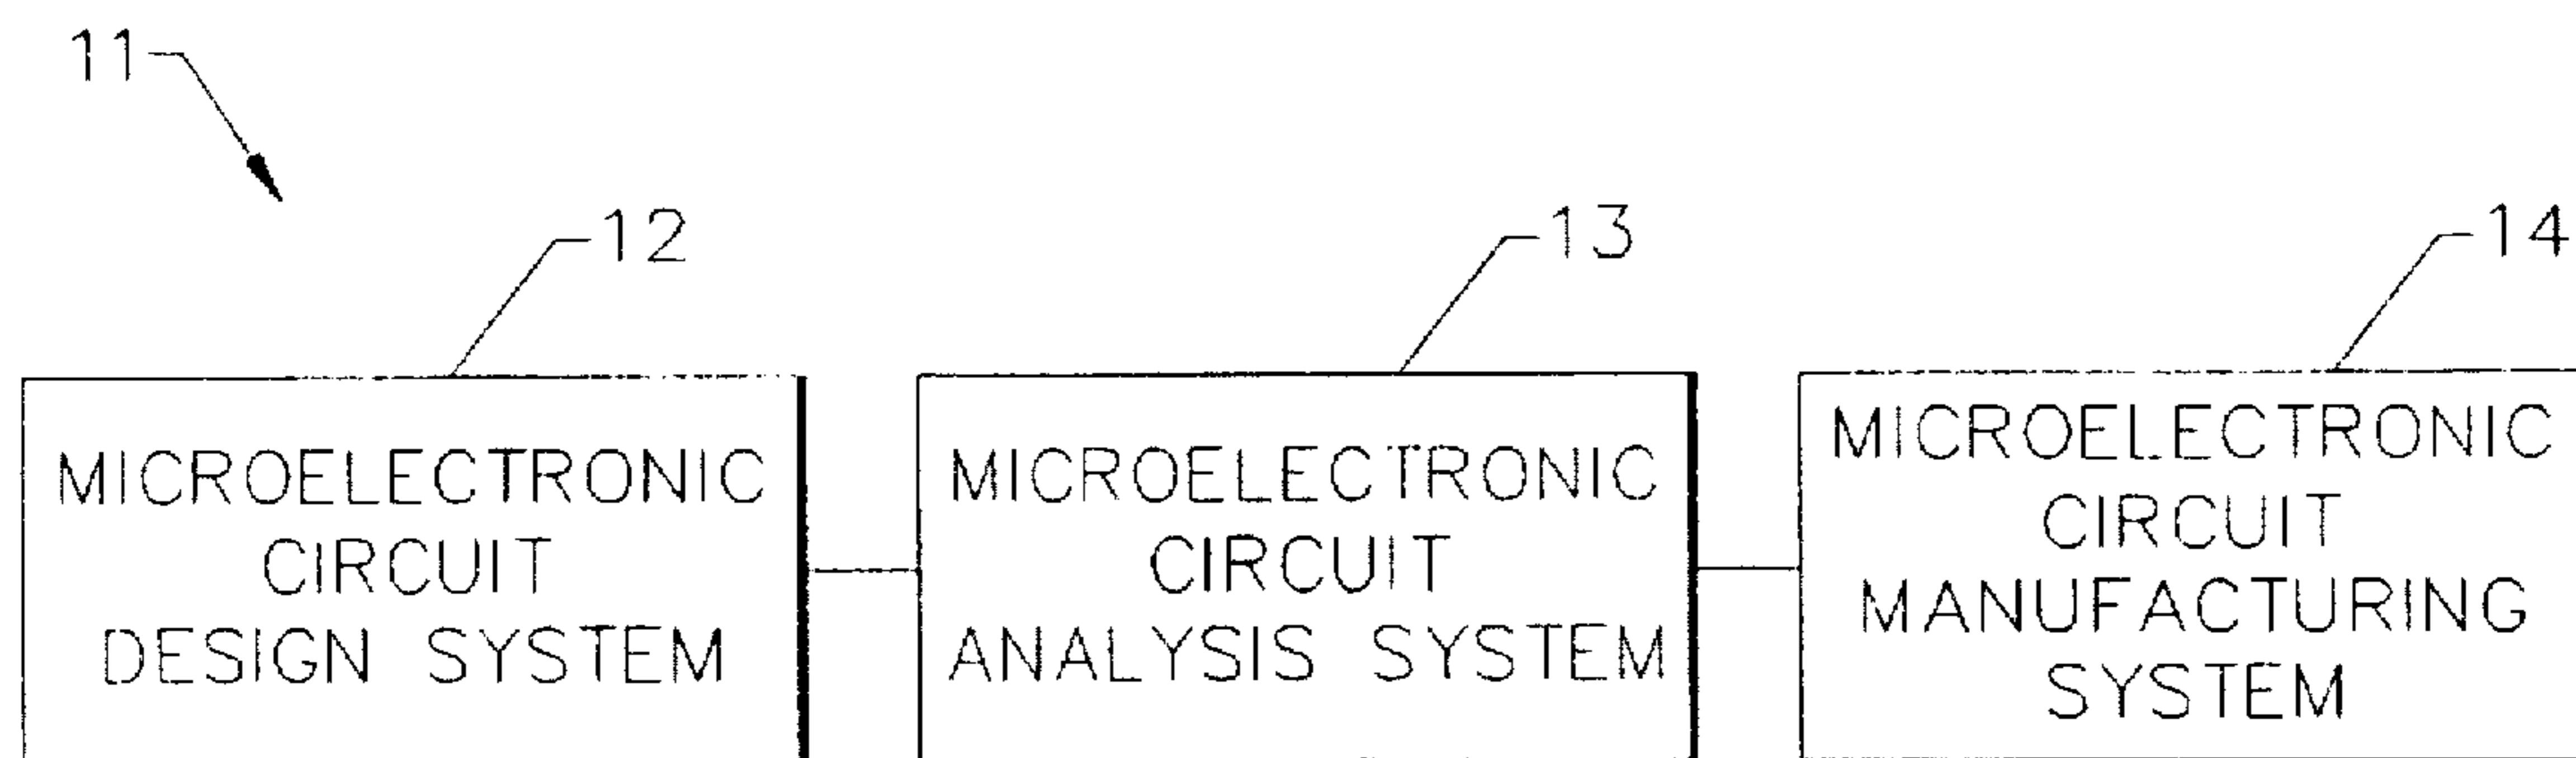 11
12
13
14
MICROELECTRONIC
CIRCUIT
DESIGN SYSTEM
MICROELECTRONIC
CIRCUIT
ANALYSIS SYSTEM
MICROELECTRONIC
CIRCUIT
MANUFACTURING
SYSTEM